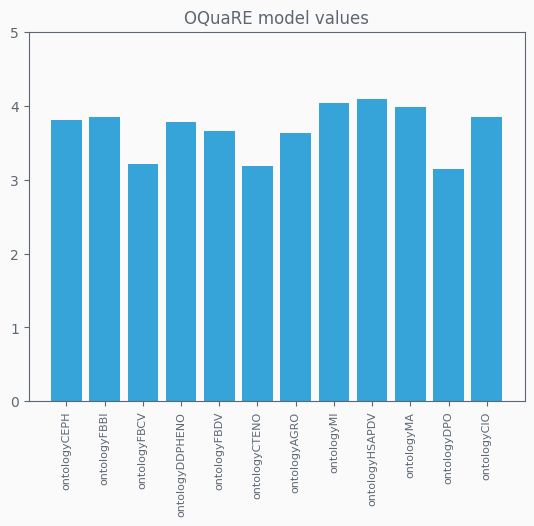 OQuaRE model values
5
4
3
2
1
0
ontologyCEPH
ontologyFBBI
ontologyFBCV
ontologyDDPHENO
ontologyFBDV
ontologyCTENO
ontologyAGRO
ontologyMI
ontologyHSAPDV
ontologyMA
ontologyDPO
ontologyCIO